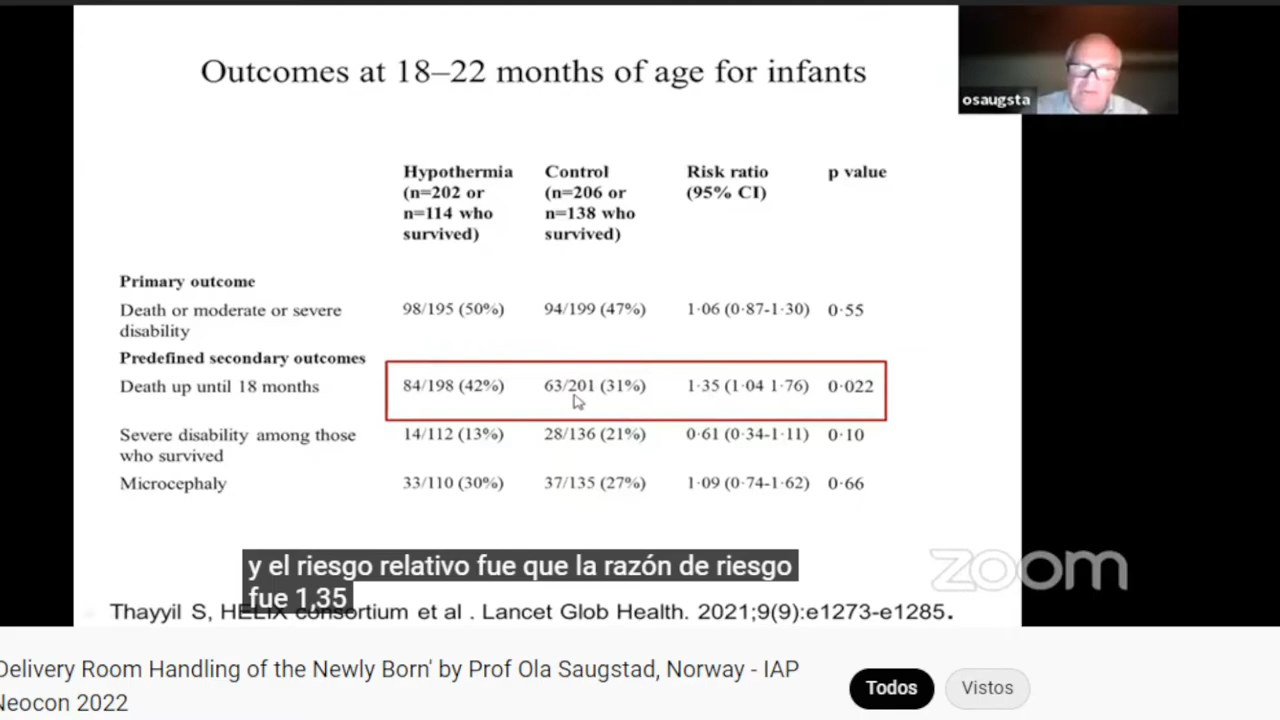 Outcomes at 18–22 months of age for infants
osaugsta
Hypothermia
(n=202 or
n=114 who
survived)
Control
(n=206 or
n=138 who
survived)
Risk ratio
(95% CI)
p value
Primary outcome
Death or moderate or severe
disability
98/195 (50%) 94/199 (47%) 1·06 (0·87-1·30) 0·55
Predefined secondary outcomes
Death up until 18 months 84/198 (42%) 63/201 (31%) 1·35 (1·04 1·76) 0·022
Severe disability among those
who survived
14/112 (13%) 28/136 (21%) 0·61 (0·34-1·11) 0·10
Microcephaly 33/110 (30%) 37/135 (27%) 1·09 (0·74-1·62) 0·66
y el riesgo relativo fue que la razón de riesgo
fue 1,35
zoom
Thayyil S, HELIX consortium et al . Lancet Glob Health. 2021;9(9):e1273-e1285.
Delivery Room Handling of the Newly Born' by Prof Ola Saugstad, Norway - IAP
Neocon 2022
Todos
Vistos